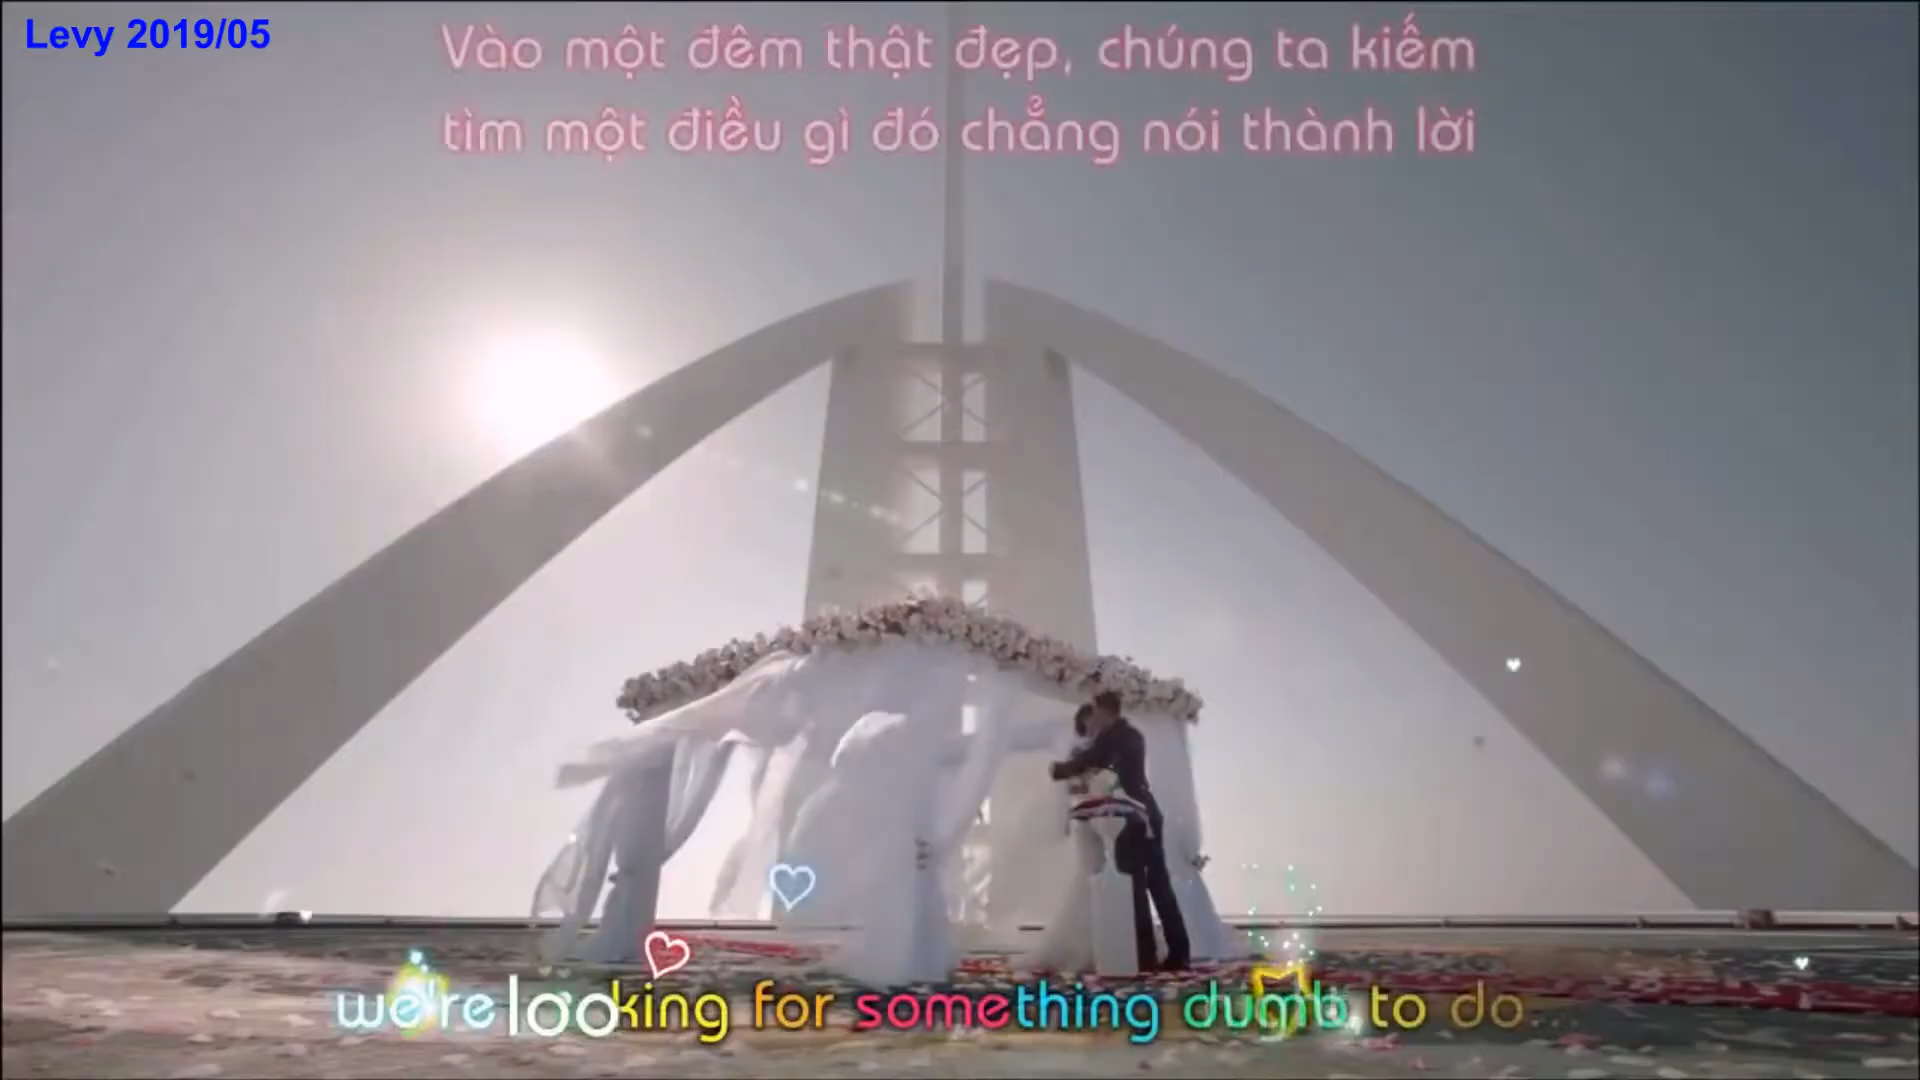 Levy 2019/05
Vào một đêm thật đẹp, chúng ta kiếm
tìm một điều gì đó chẳng nói thành lời
we're looking for something dumb to do...